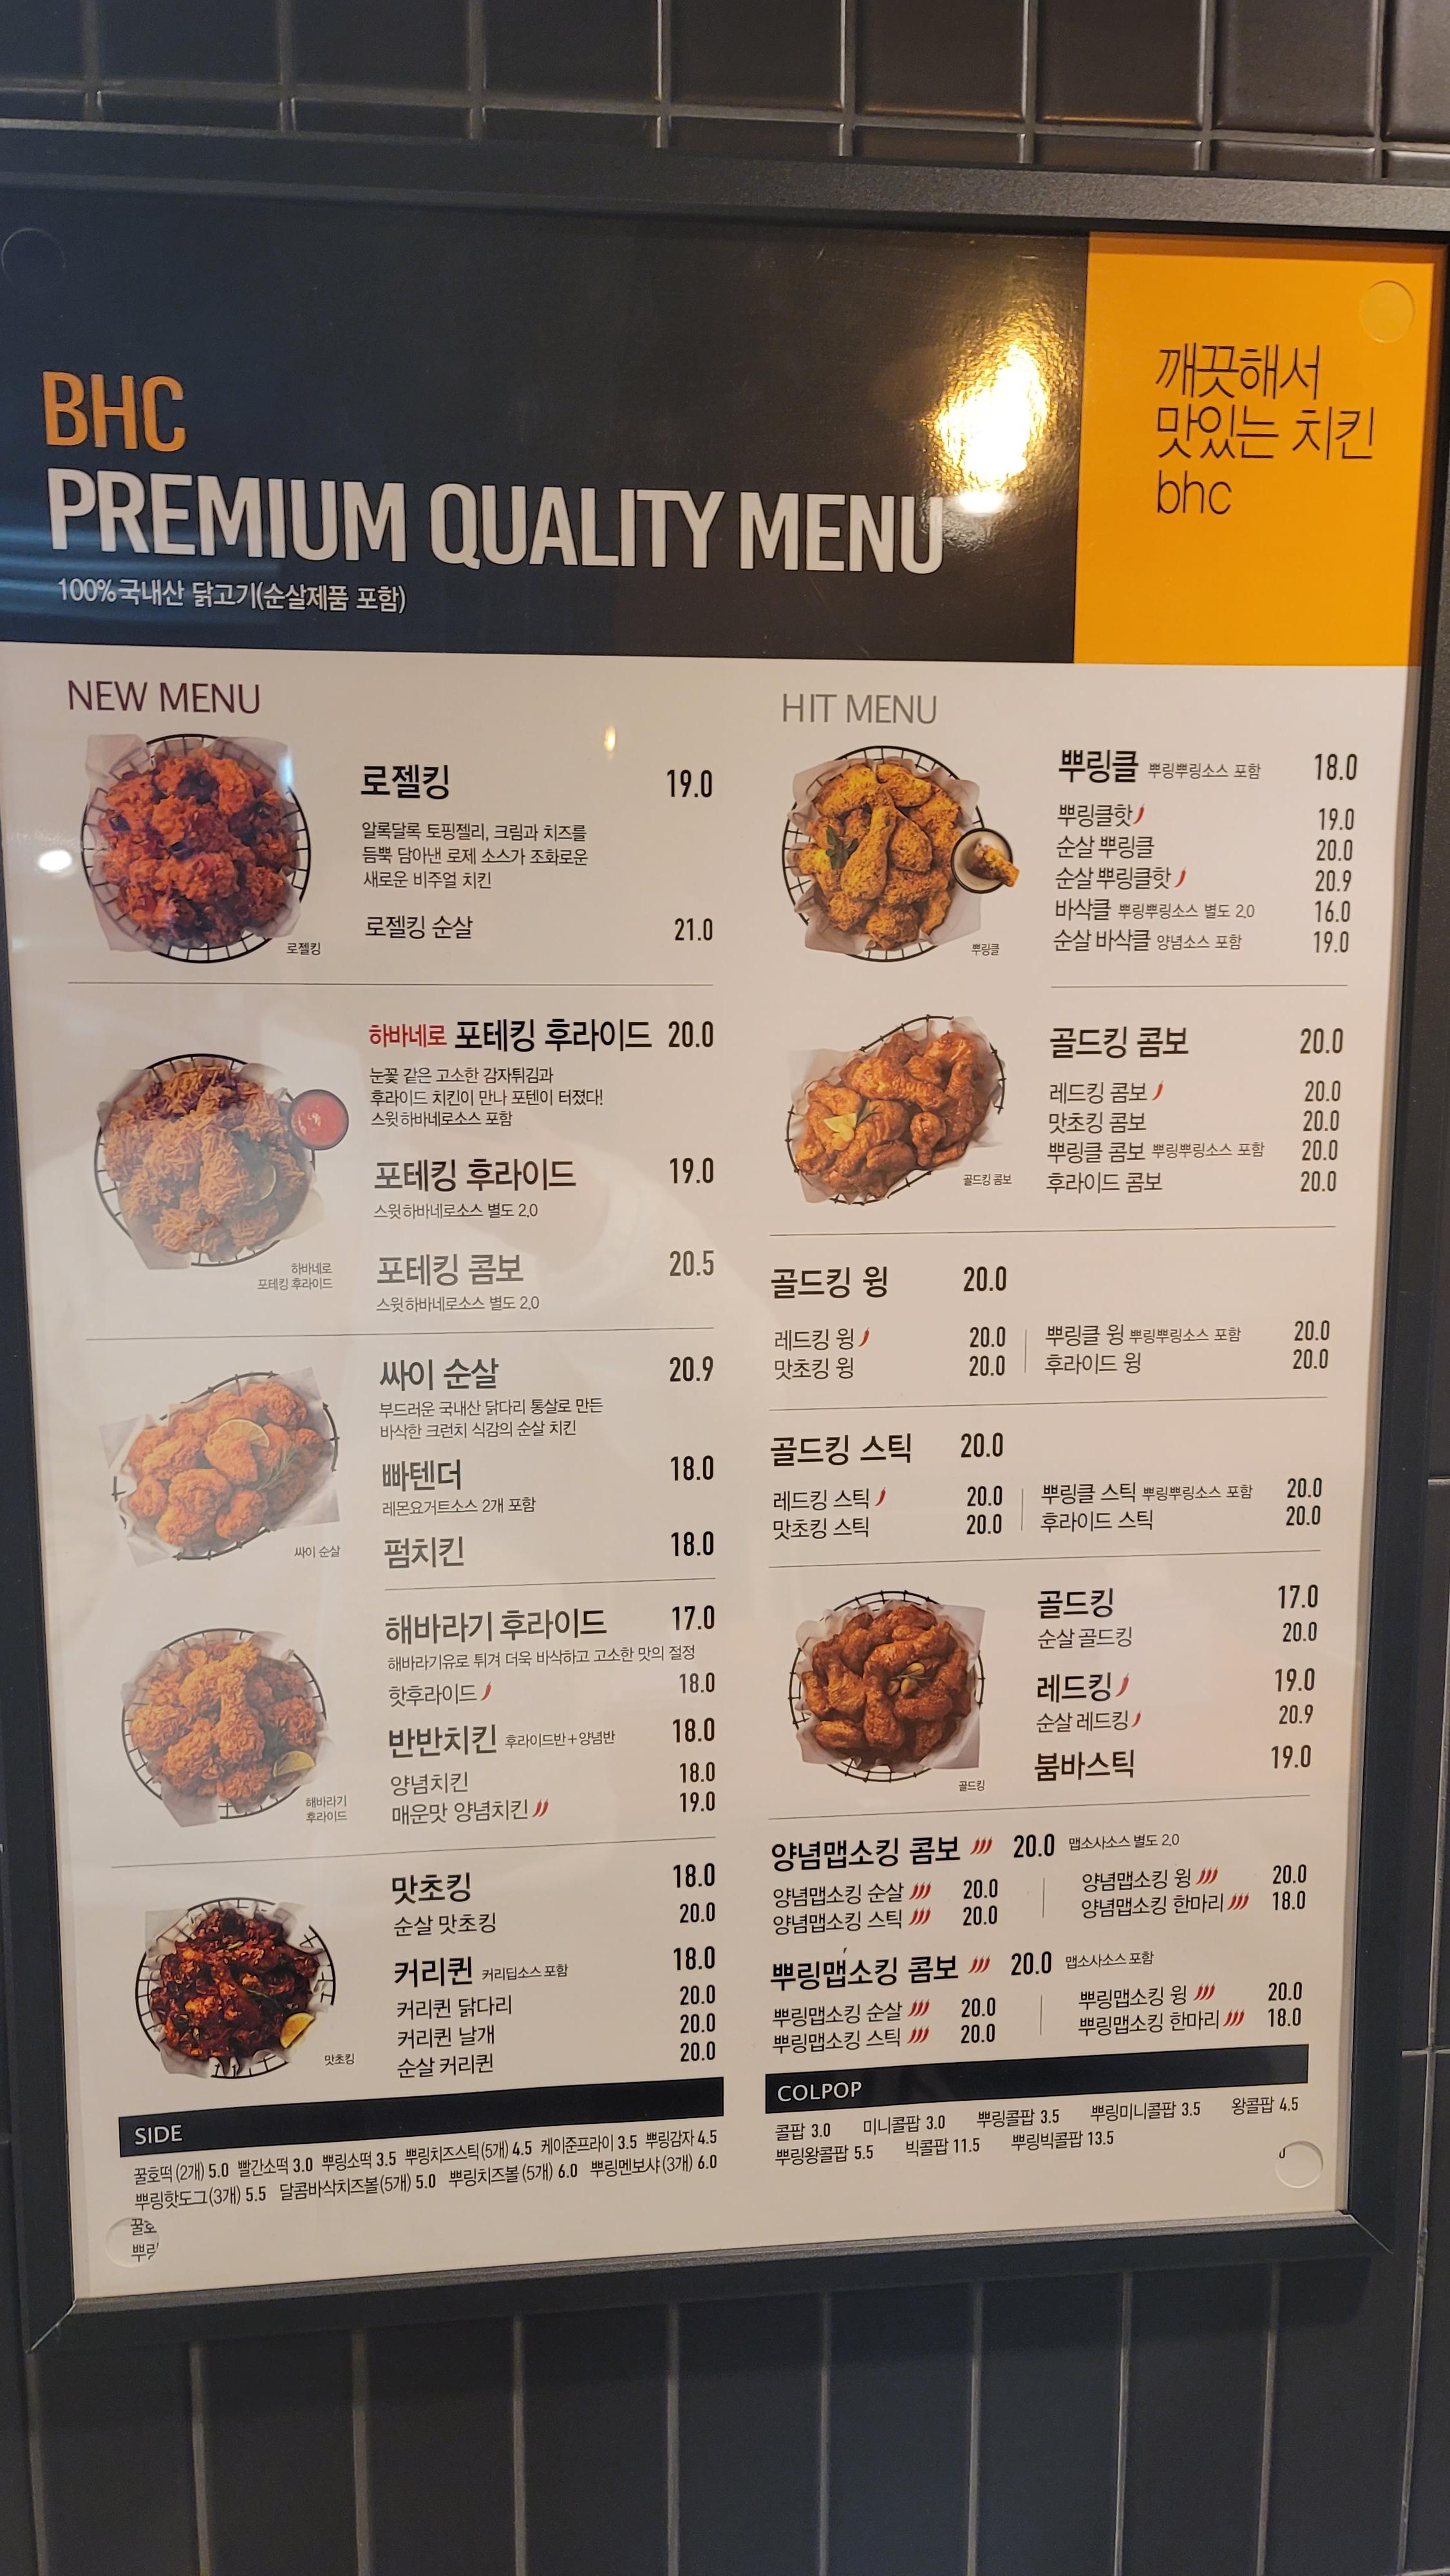 BHC
PREMIUM QUALITY MENU
100%국내산 닭고기(순살제품 포함)
깨끗해서
맛있는 치킨
bhc
NEW MENU
로젤킹 19.0
알록달록 토핑젤리, 크림과 치즈를
듬뿍 담아낸 로제 소스가 조화로운
새로운 비주얼 치킨
로젤킹 순살 21.0
로젤킹
하바네로 포테킹 후라이드 20.0
눈꽃 같은 고소한 감자튀김과
후라이드 치킨이 만나 포텐이 터졌다!
스윗하바네로소스 포함
포테킹 후라이드 19.0
스윗하바네로소스 별도 2.0
포테킹 콤보 20.5
스윗하바네로소스 별도 2.0
하바네로
포테킹 후라이드
싸이 순살 20.9
부드러운 국내산 닭다리 통살로 만든
바삭한 크런치 식감의 순살 치킨
빠텐더 18.0
레몬요거트소스 2개 포함
펌치킨 18.0
싸이 순살
해바라기 후라이드 17.0
해바라기유로 튀겨 더욱 바삭하고 고소한 맛의 절정
핫후라이드 18.0
반반치킨 후라이드반+양념반 18.0
양념치킨 18.0
매운맛 양념치킨 19.0
해바라기
후라이드
맛초킹 18.0
순살 맛초킹 20.0
커리퀸 커리딥소스 포함 18.0
커리퀸 닭다리 20.0
커리퀸 날개 20.0
순살 커리퀸 20.0
맛초킹
SIDE
꿀호떡 (2개) 5.0 빨간소떡 3.0 뿌링소떡 3.5 뿌링치즈스틱(5개) 4.5 케이준프라이 3.5 뿌링감자 4.5
뿌링핫도그(3개) 5.5 달콤바삭치즈볼(5개) 5.0 뿌링치즈볼 (5개) 6.0 뿌링멘보샤(3개) 6.0
HIT MENU
뿌링클 뿌링뿌링소스 포함 18.0
뿌링클핫 19.0
순살 뿌링클 20.0
순살 뿌링클핫 20.9
바삭클 뿌링뿌링소스 별도 2.0 16.0
순살 바삭클 양념소스 포함 19.0
뿌링클
골드킹 콤보 20.0
레드킹 콤보 20.0
맛초킹 콤보 20.0
뿌링클 콤보 뿌링뿌링소스 포함 20.0
후라이드 콤보 20.0
골드킹 콤보
골드킹 윙 20.0
레드킹 윙 20.0 뿌링클 윙 뿌링뿌링소스 포함 20.0
맛초킹 윙 20.0 후라이드 윙 20.0
골드킹 스틱 20.0
레드킹 스틱 20.0 뿌링클 스틱 뿌링뿌링소스 포함 20.0
맛초킹 스틱 20.0 후라이드 스틱 20.0
골드킹 17.0
순살 골드킹 20.0
레드킹 19.0
순살 레드킹 20.9
붐바스틱 19.0
골드킹
양념맵소킹 콤보 20.0 맵소사소스 별도 2.0
양념맵소킹 순살 20.0 양념맵소킹 윙 20.0
양념맵소킹 스틱 20.0 양념맵소킹 한마리 18.0
뿌링맵소킹 콤보 20.0 맵소사소스 포함
뿌링맵소킹 순살 20.0 뿌링맵소킹 윙 20.0
뿌링맵소킹 스틱 20.0 뿌링맵소킹 한마리 18.0
COLPOP
콜팝 3.0 미니콜팝 3.0 뿌링콜팝 3.5 뿌링미니콜팝 3.5 왕콜팝 4.5
뿌링왕콜팝 5.5 빅콜팝 11.5 뿌링빅콜팝 13.5